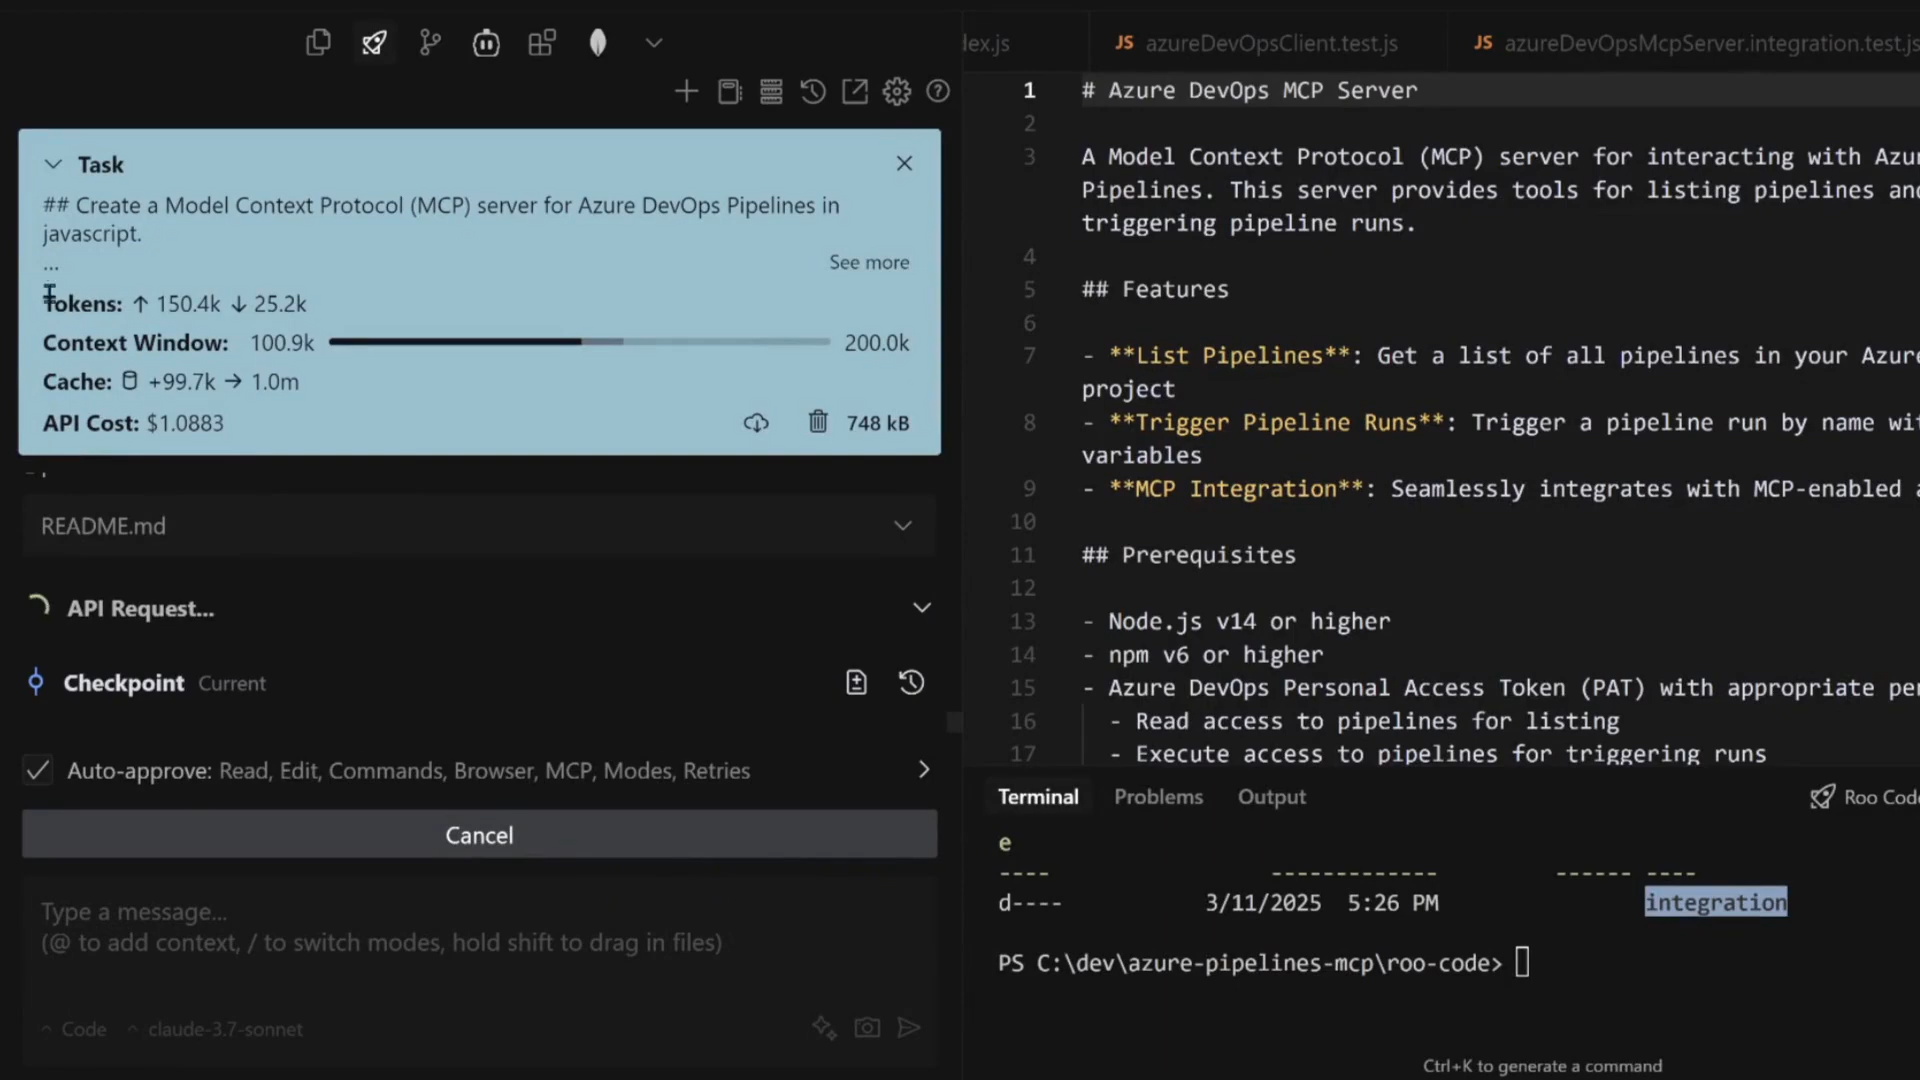 Task
## Create a Model Context Protocol (MCP) server for Azure DevOps Pipelines in
javascript.
...
See more
Tokens: ↑ 150.4k ↓ 25.2k
Context Window: 100.9k 200.0k
Cache: +99.7k → 1.0m
API Cost: $1.0883
748 kB
README.md
API Request...
Checkpoint Current
Auto-approve: Read, Edit, Commands, Browser, MCP, Modes, Retries
Cancel
Type a message...
(@ to add context, / to switch modes, hold shift to drag in files)
Code
claude-3.7-sonnet
JS azureDevOpsClient.test.js
JS azureDevOpsMcpServer.integration.test.js
1 # Azure DevOps MCP Server
2
3 A Model Context Protocol (MCP) server for interacting with
Pipelines. This server provides tools for listing pipelines
triggering pipeline runs.
4
5 ## Features
6
7 - **List Pipelines**: Get a list of all pipelines in your
project
8 - **Trigger Pipeline Runs**: Trigger a pipeline run by name
variables
9 - **MCP Integration**: Seamlessly integrates with MCP-enabled
10
11 ## Prerequisites
12
13 - Node.js v14 or higher
14 - npm v6 or higher
15 - Azure DevOps Personal Access Token (PAT) with appropriate
16 - Read access to pipelines for listing
17 - Execute access to pipelines for triggering runs
Terminal
Problems
Output
Roo Code
e
---- ------------- ------ ----
d---- 3/11/2025 5:26 PM integration
PS C:\dev\azure-pipelines-mcp\roo-code>
Ctrl+K to generate a command